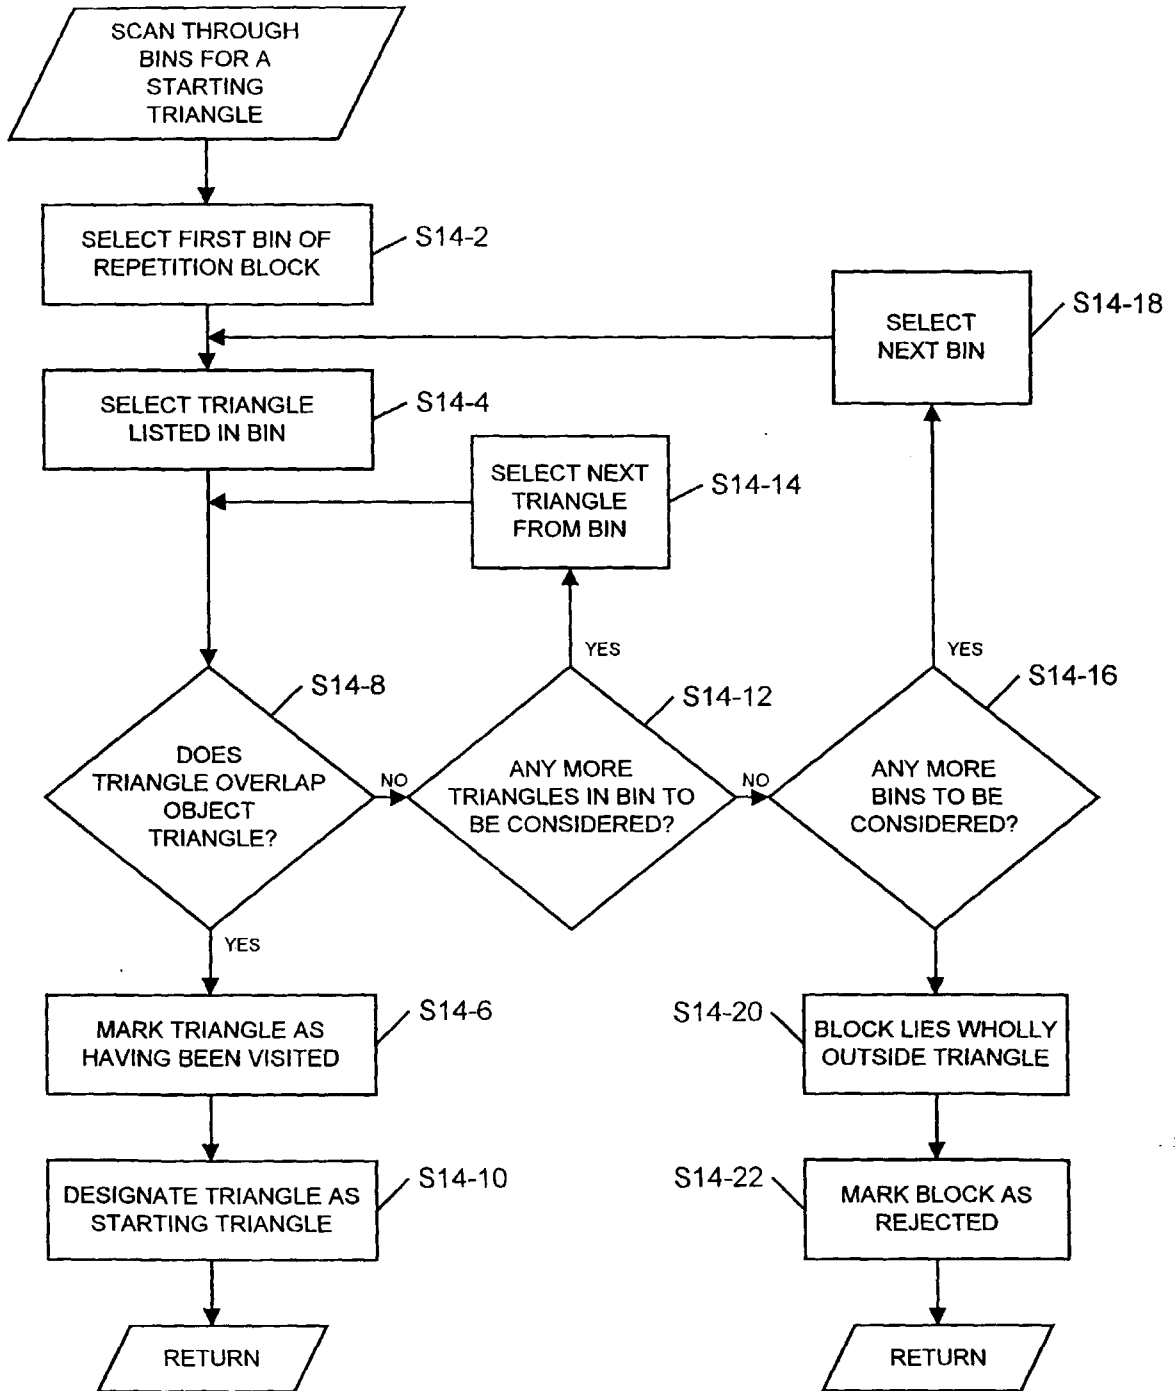 SCAN THROUGH
BINS FOR A
STARTING
TRIANGLE
SELECT FIRST BIN OF
REPETITION BLOCK
S14-2
SELECT
NEXT BIN
S14-18
SELECT TRIANGLE
LISTED IN BIN
S14-4
SELECT NEXT
TRIANGLE
FROM BIN
S14-14
YES
YES
S14-8
S14-12
S14-16
DOES
TRIANGLE OVERLAP
OBJECT
TRIANGLE?
NO
ANY MORE
TRIANGLES IN BIN TO
BE CONSIDERED?
NO
ANY MORE
BINS TO BE
CONSIDERED?
YES
MARK TRIANGLE AS
HAVING BEEN VISITED
S14-6
S14-20
BLOCK LIES WHOLLY
OUTSIDE TRIANGLE
DESIGNATE TRIANGLE AS
STARTING TRIANGLE
S14-10
S14-22
MARK BLOCK AS
REJECTED
RETURN
RETURN